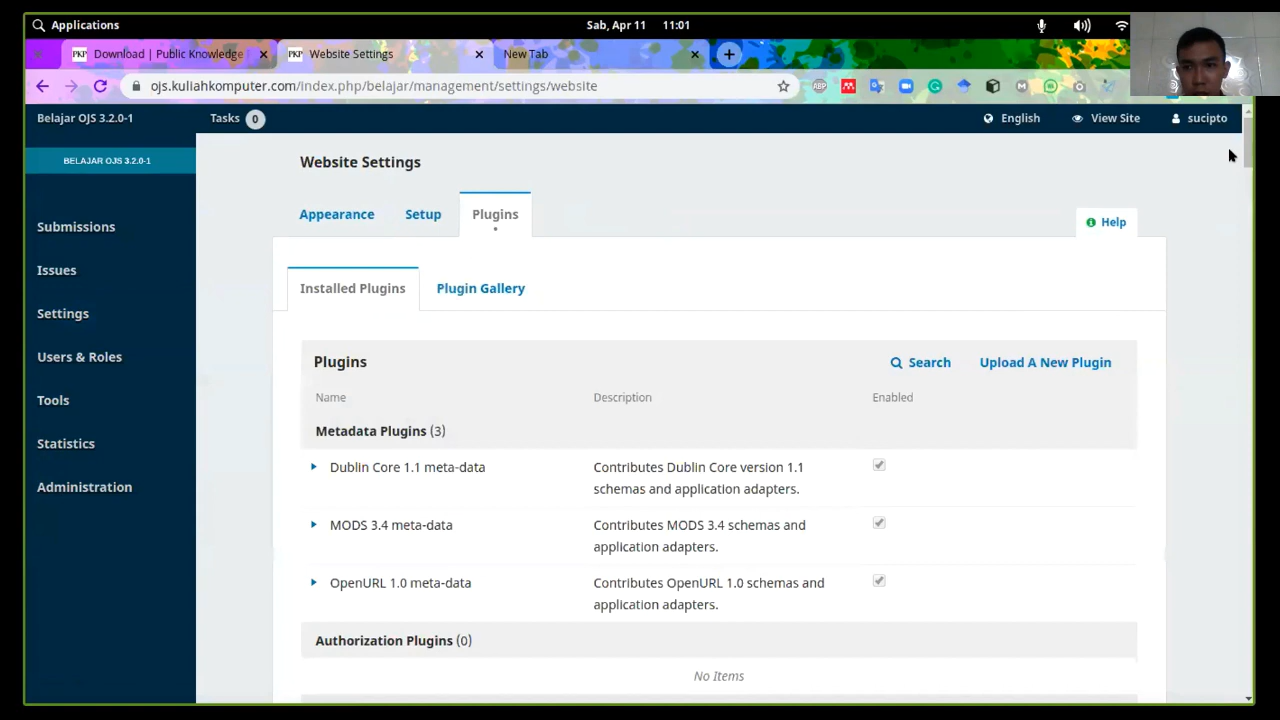 Applications
Sab, Apr 11 11:01
PKP Download | Public Knowledge
PKP Website Settings
New Tab
ojs.kuliahkomputer.com/index.php/belajar/management/settings/website
ABP
Belajar OJS 3.2.0-1
Tasks 0
English
View Site
sucipto
BELAJAR OJS 3.2.0-1
Submissions
Issues
Settings
Users & Roles
Tools
Statistics
Administration
Website Settings
Appearance
Setup
Plugins
Help
Installed Plugins
Plugin Gallery
Plugins
Search
Upload A New Plugin
Name
Description
Enabled
Metadata Plugins (3)
Dublin Core 1.1 meta-data
Contributes Dublin Core version 1.1
schemas and application adapters.
MODS 3.4 meta-data
Contributes MODS 3.4 schemas and
application adapters.
OpenURL 1.0 meta-data
Contributes OpenURL 1.0 schemas and
application adapters.
Authorization Plugins (0)
No Items